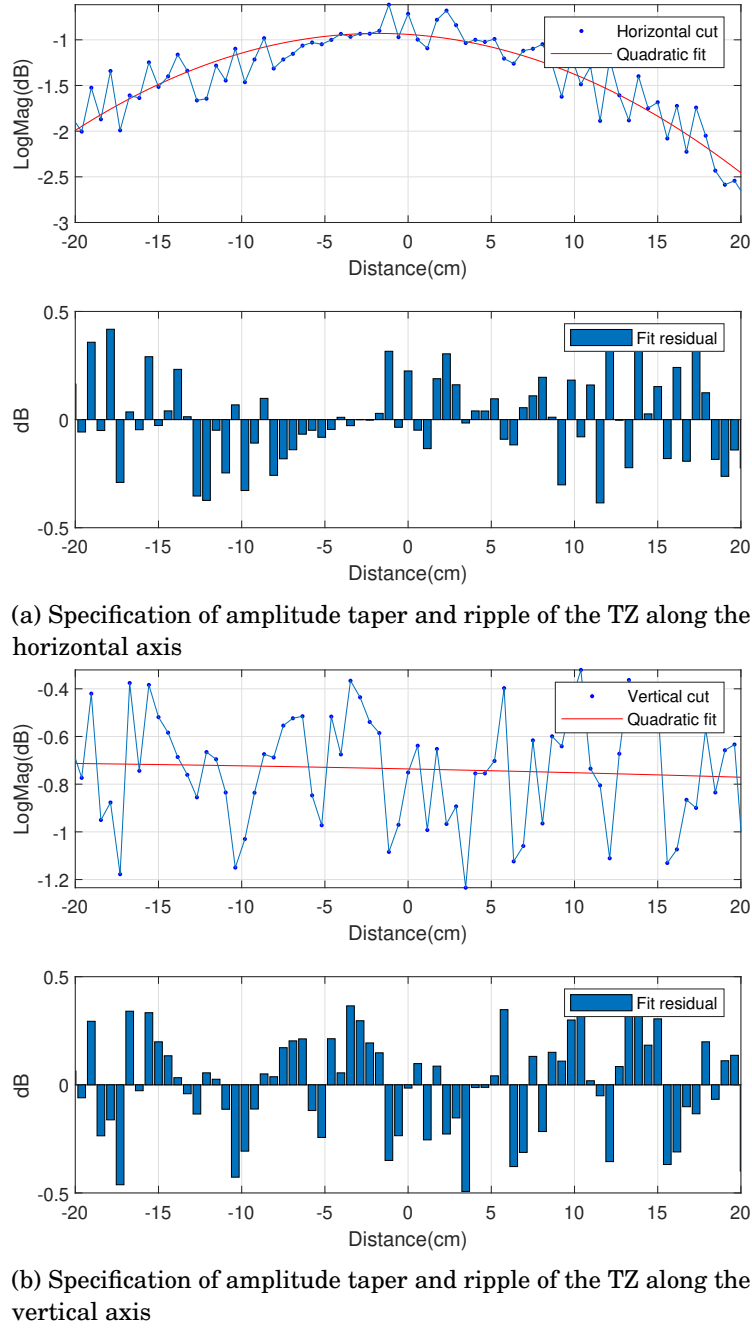 -1
-1.5
-2
-2.5
-3
LogMag(dB)
Horizontal cut
Quadratic fit
-20 -15 -10 -5 0 5 10 15 20
Distance(cm)
0.5
0
-0.5
dB
Fit residual
-20 -15 -10 -5 0 5 10 15 20
Distance(cm)
(a) Specification of amplitude taper and ripple of the TZ along the
horizontal axis
-0.4
-0.6
-0.8
-1
-1.2
LogMag(dB)
Vertical cut
Quadratic fit
-20 -15 -10 -5 0 5 10 15 20
Distance(cm)
0.5
0
-0.5
dB
Fit residual
-20 -15 -10 -5 0 5 10 15 20
Distance(cm)
(b) Specification of amplitude taper and ripple of the TZ along the
vertical axis